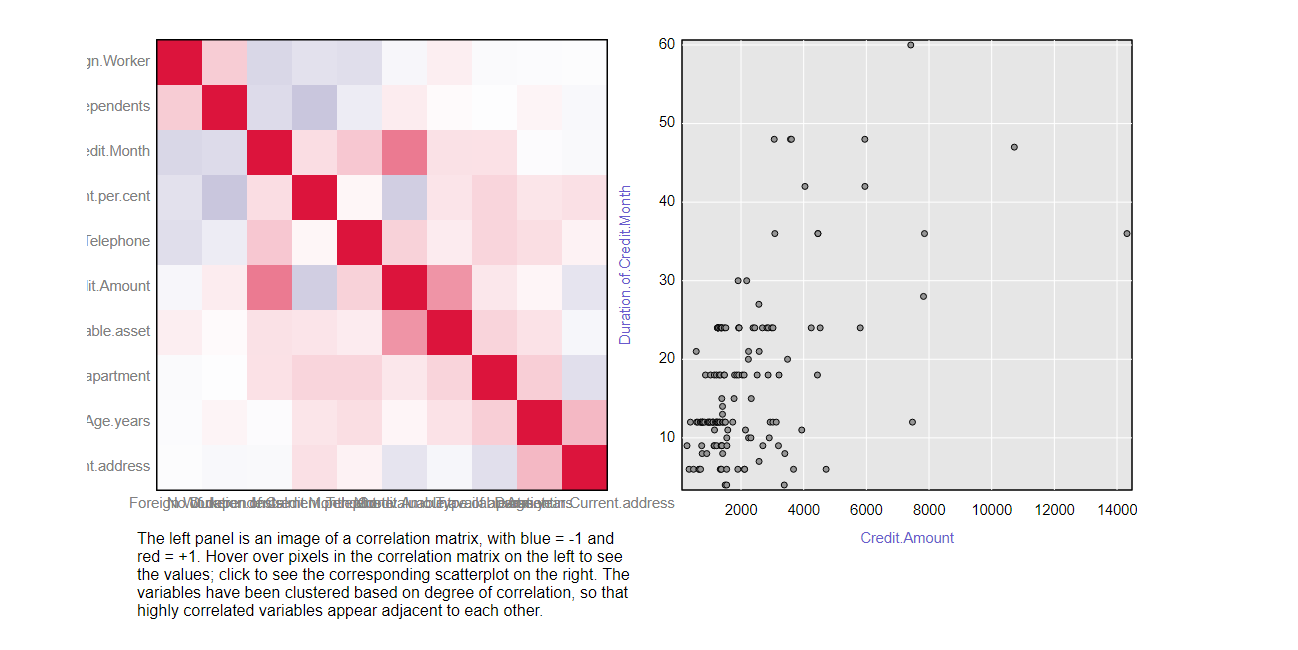 gn.Worker
ependents
edit.Month
nt.per.cent
Telephone
lit.Amount
able.asset
apartment
Age.years
nt.address
Foreign
Current.address
The left panel is an image of a correlation matrix, with blue = -1 and
red = +1. Hover over pixels in the correlation matrix on the left to see
the values; click to see the corresponding scatterplot on the right. The
variables have been clustered based on degree of correlation, so that
highly correlated variables appear adjacent to each other.
Duration.of.Credit.Month
60
50
40
30
20
10
2000 4000 6000 8000 10000 12000 14000
Credit.Amount